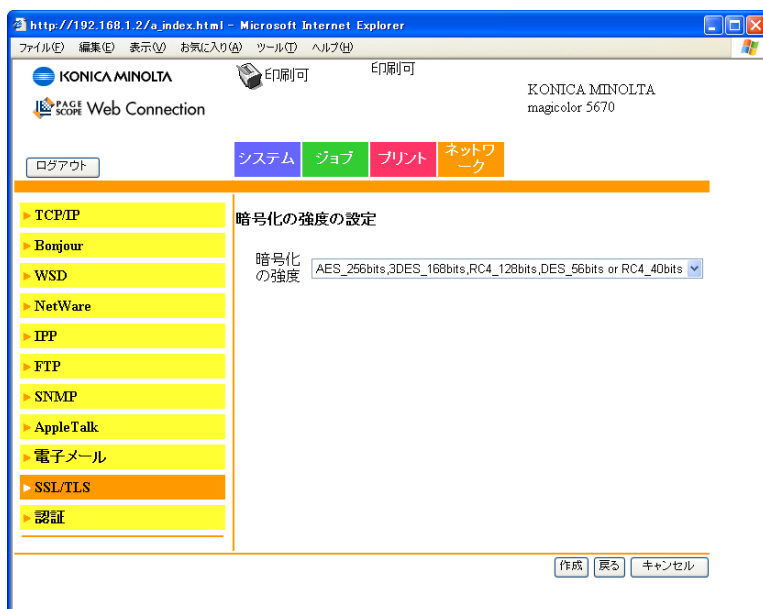 http://192.168.1.2/a_index.html - Microsoft Internet Explorer
ファイル(F) 編集(E) 表示(V) お気に入り(A) ツール(T) ヘルプ(H)
KONICA MINOLTA
印刷可
印刷可
PAGE SCOPE Web Connection
KONICA MINOLTA
magicolor 5670
ログアウト
システム
ジョブ
プリント
ネットワ
ーク
TCP/IP
Bonjour
WSD
NetWare
IPP
FTP
SNMP
AppleTalk
電子メール
SSL/TLS
認証
暗号化の強度の設定
暗号化
の強度
AES_256bits,3DES_168bits,RC4_128bits,DES_56bits or RC4_40bits
作成 戻る キャンセル